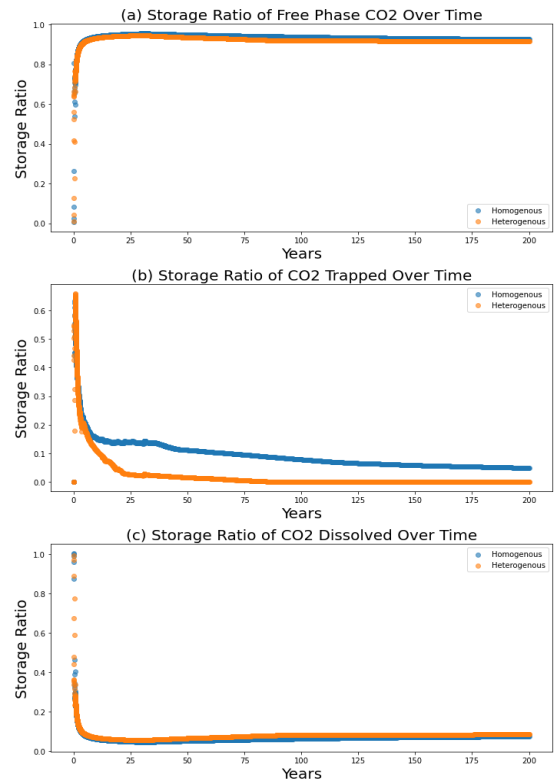 (a) Storage Ratio of Free Phase CO2 Over Time
1.0
0.8
0.6
0.4
0.2
0.0
Storage Ratio
Homogenous
Heterogenous
0 25 50 75 100 125 150 175 200
Years
(b) Storage Ratio of CO2 Trapped Over Time
0.6
0.5
0.4
0.3
0.2
0.1
0.0
Storage Ratio
Homogenous
Heterogenous
0 25 50 75 100 125 150 175 200
Years
(c) Storage Ratio of CO2 Dissolved Over Time
1.0
0.8
0.6
0.4
0.2
0.0
Storage Ratio
Homogenous
Heterogenous
0 25 50 75 100 125 150 175 200
Years